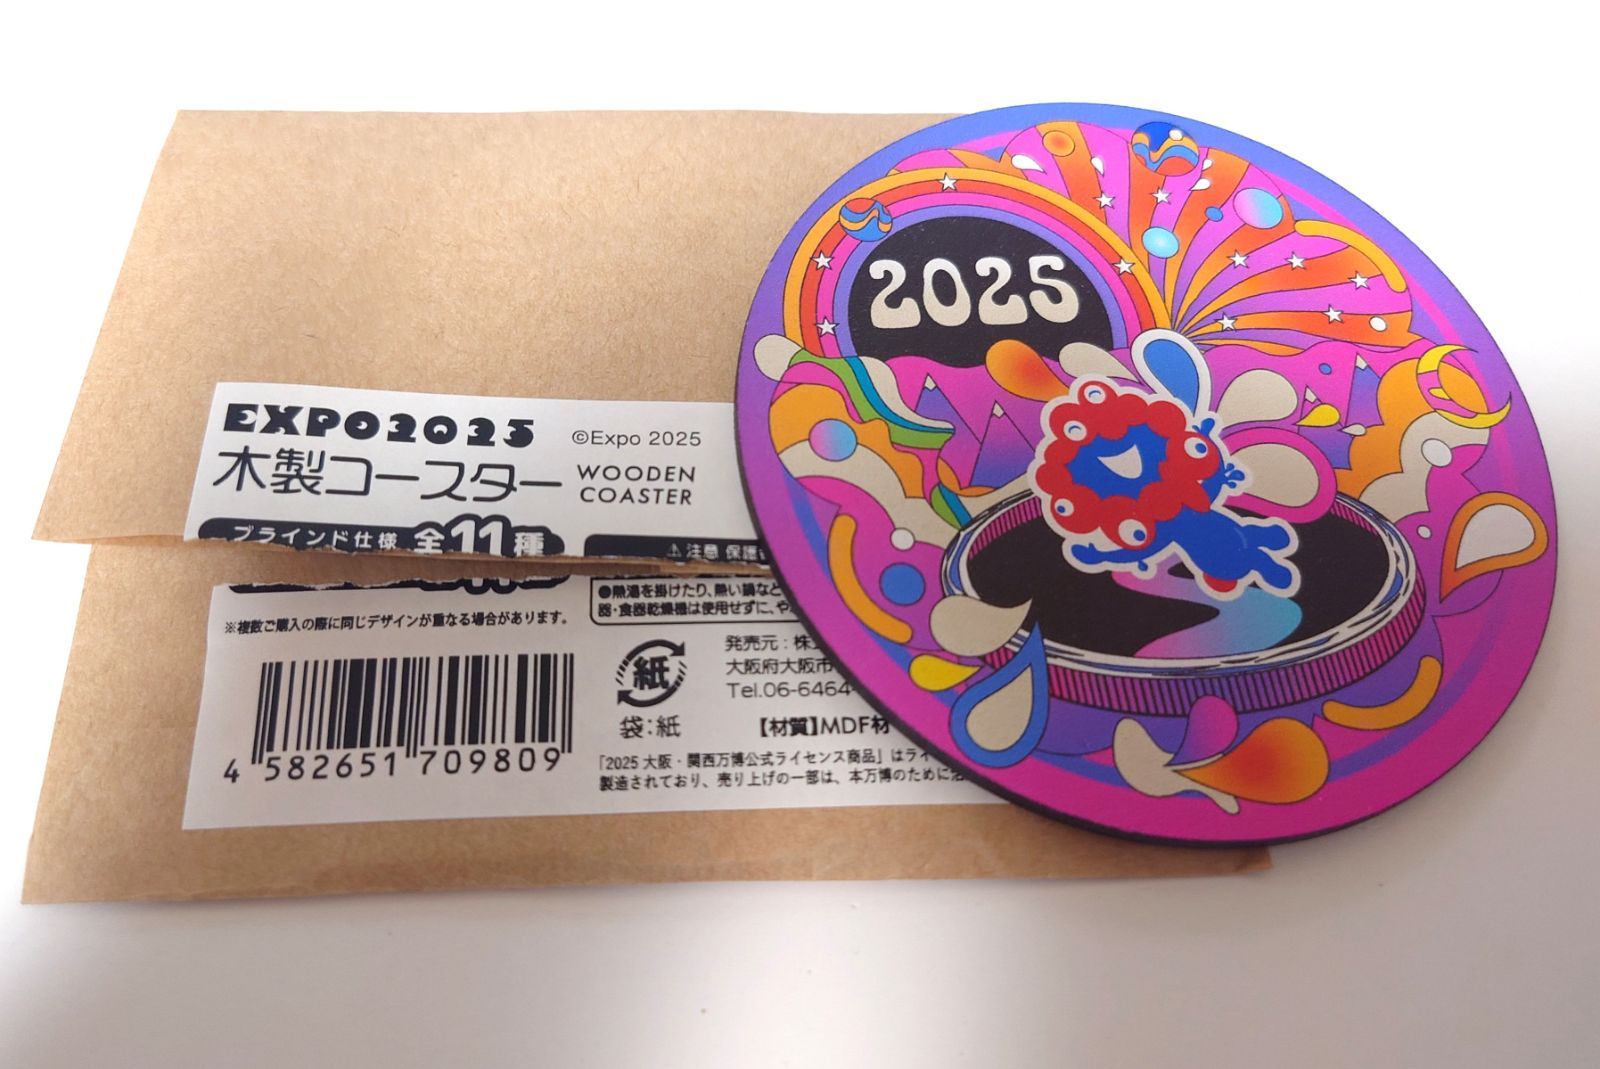 2025
EXPO2025
©Expo 2025
木製コースター
WOODEN
COASTER
ブラインド仕様 全11種
⚠注意 保護
●熱湯を掛けたり、熱い鍋など
器・食器乾燥機は使用せずに、や
※複数ご購入の際に同じデザインが重なる場合があります。
紙
袋:紙
発売元:株
大阪府大阪市
Tel.06-6464-
【材質】MDF材
「2025 大阪・関西万博公式ライセンス商品」はライ
製造されており、売り上げの一部は、本万博のために
4 582651 709809